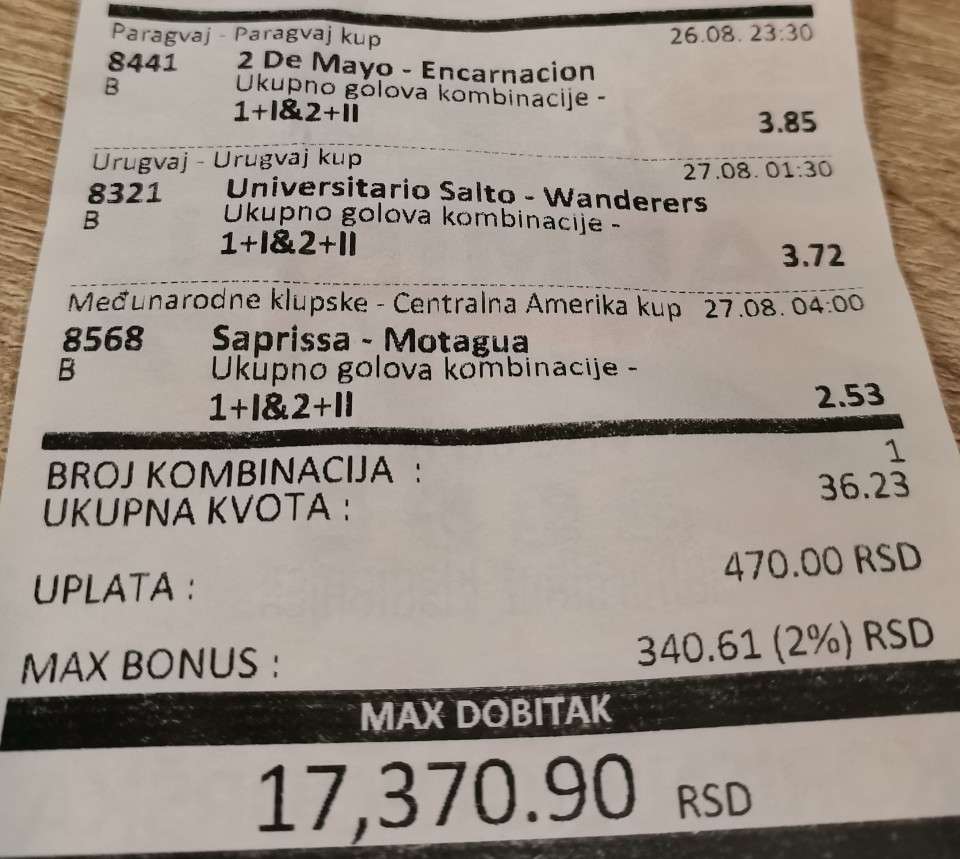 Paragvaj - Paragvaj kup 26.08. 23:30
8441 2 De Mayo - Encarnacion
B Ukupno golova kombinacije -
1+I&2+II 3.85
Urugvaj - Urugvaj kup 27.08. 01:30
8321 Universitario Salto - Wanderers
B Ukupno golova kombinacije -
1+I&2+II 3.72
Međunarodne klupske - Centralna Amerika kup 27.08. 04:00
8568 Saprissa - Motagua
B Ukupno golova kombinacije -
1+I&2+II 2.53
BROJ KOMBINACIJA : 1
UKUPNA KVOTA : 36.23
UPLATA : 470.00 RSD
MAX BONUS : 340.61 (2%) RSD
MAX DOBITAK
17,370.90 RSD